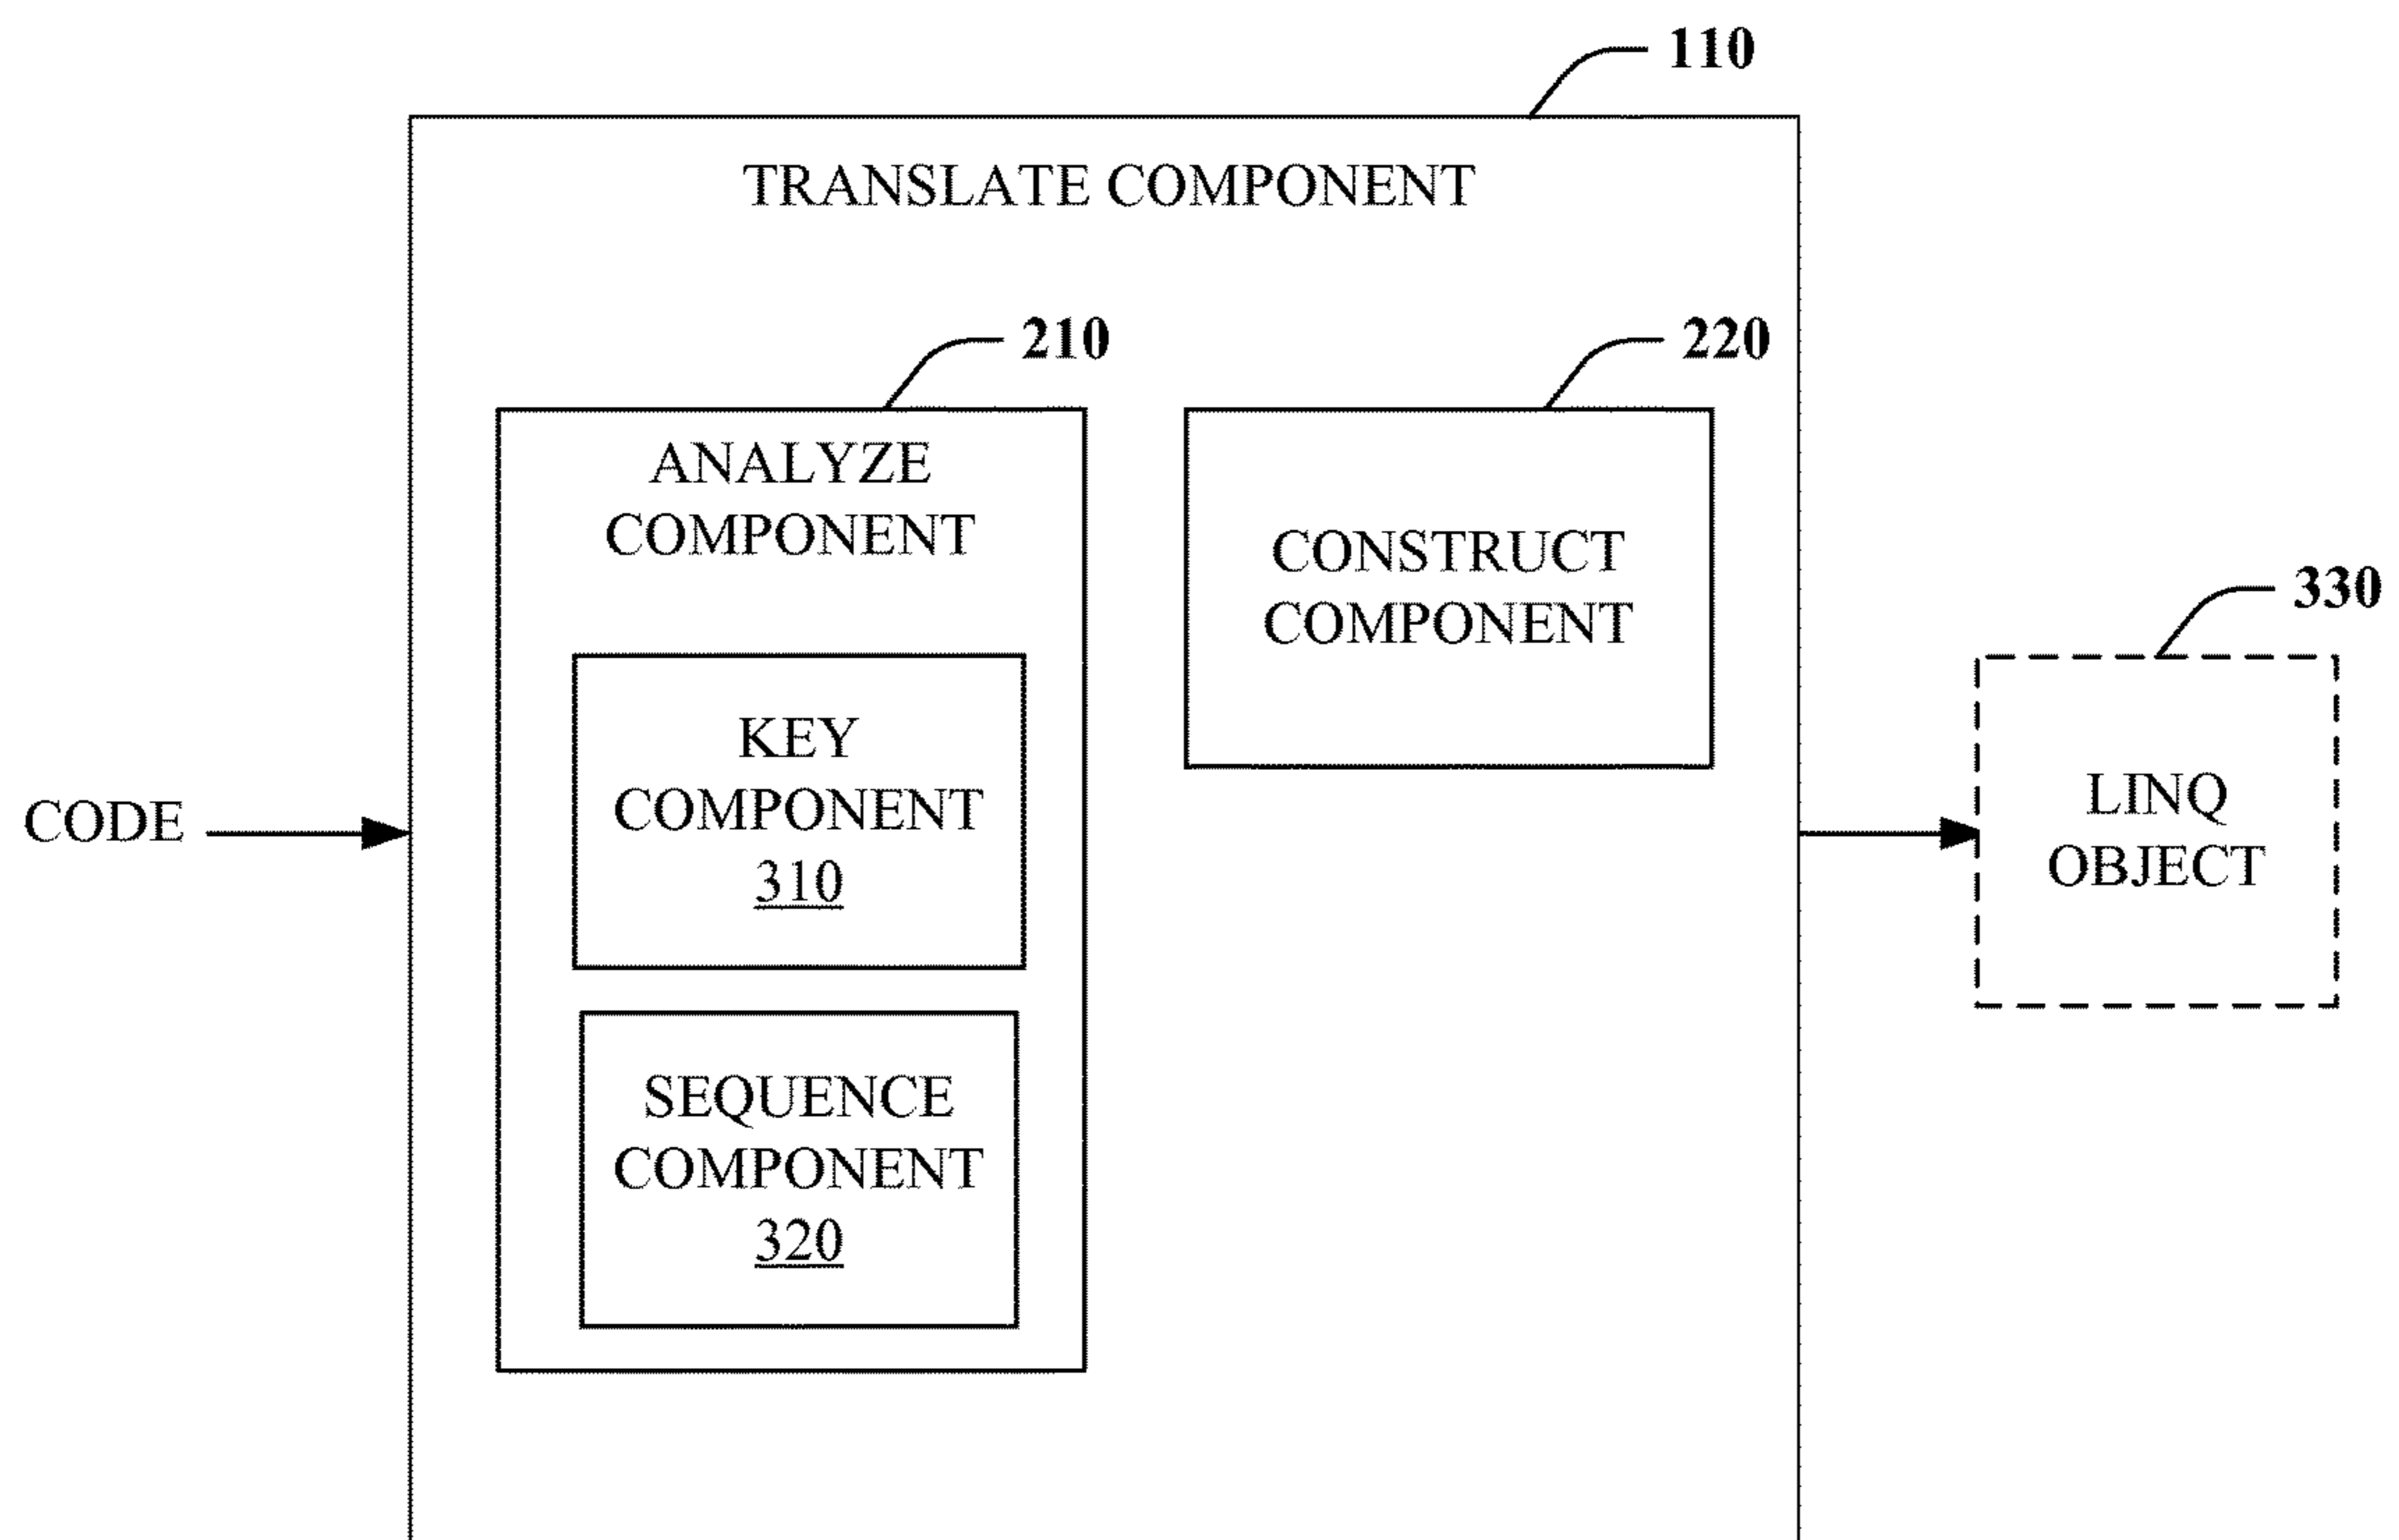 110
TRANSLATE COMPONENT
210
220
ANALYZE
COMPONENT
CONSTRUCT
COMPONENT
330
KEY
COMPONENT
310
CODE
LINQ
OBJECT
SEQUENCE
COMPONENT
320